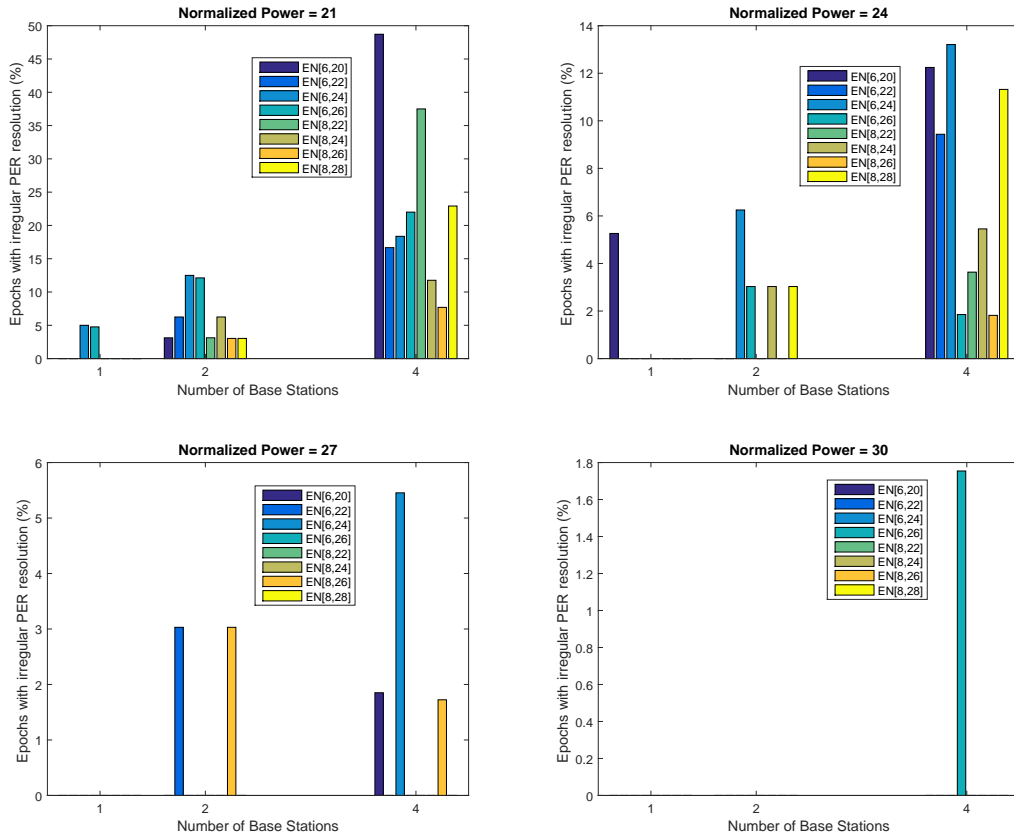 Normalized Power = 21
Epochs with irregular PER resolution (%)
50
45
40
35
30
25
20
15
10
5
0
EN[6,20]
EN[6,22]
EN[6,24]
EN[6,26]
EN[8,22]
EN[8,24]
EN[8,26]
EN[8,28]
1 2 4
Number of Base Stations
Normalized Power = 24
Epochs with irregular PER resolution (%)
14
12
10
8
6
4
2
0
EN[6,20]
EN[6,22]
EN[6,24]
EN[6,26]
EN[8,22]
EN[8,24]
EN[8,26]
EN[8,28]
1 2 4
Number of Base Stations
Normalized Power = 27
Epochs with irregular PER resolution (%)
6
5
4
3
2
1
0
EN[6,20]
EN[6,22]
EN[6,24]
EN[6,26]
EN[8,22]
EN[8,24]
EN[8,26]
EN[8,28]
1 2 4
Number of Base Stations
Normalized Power = 30
Epochs with irregular PER resolution (%)
1.8
1.6
1.4
1.2
1
0.8
0.6
0.4
0.2
0
EN[6,20]
EN[6,22]
EN[6,24]
EN[6,26]
EN[8,22]
EN[8,24]
EN[8,26]
EN[8,28]
1 2 4
Number of Base Stations